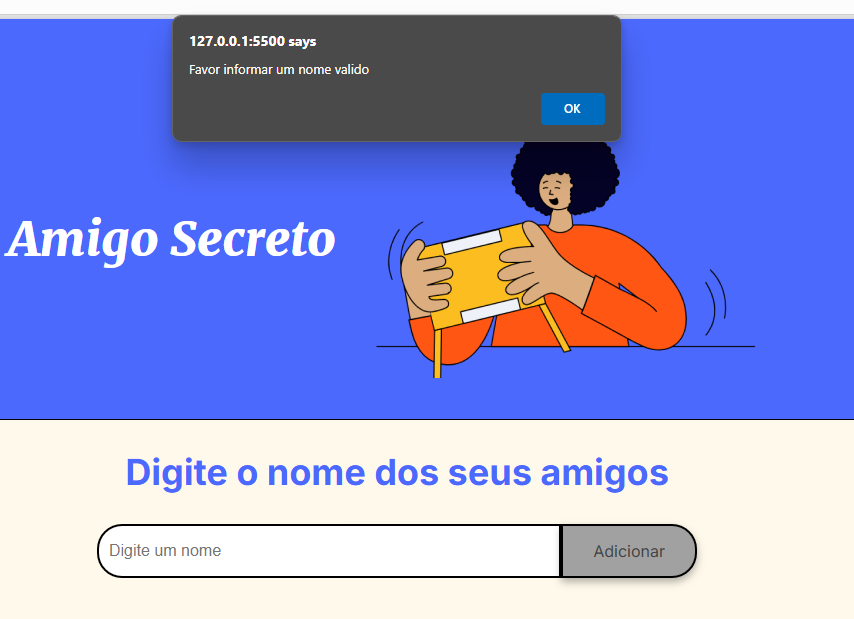 127.0.0.1:5500 says
Favor informar um nome valido
OK
Amigo Secreto
Digite o nome dos seus amigos
Digite um nome
Adicionar